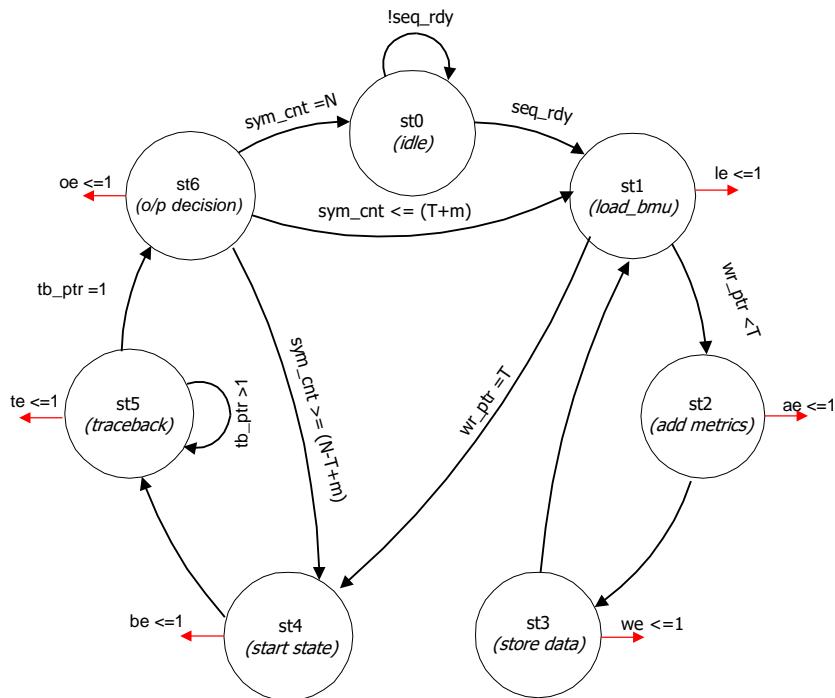 !seq_rdy
sym_cnt =N
seq_rdy
st0
(idle)
oe <=1
st6
(o/p decision)
sym_cnt <= (T+m)
st1
(load_bmu)
le <=1
tb_ptr =1
wr_ptr <T
sym_cnt >= (N-T+m)
wr_ptr =T
te <=1
st5
(traceback)
tb_ptr >1
st2
(add metrics)
ae <=1
be <=1
st4
(start state)
st3
(store data)
we <=1